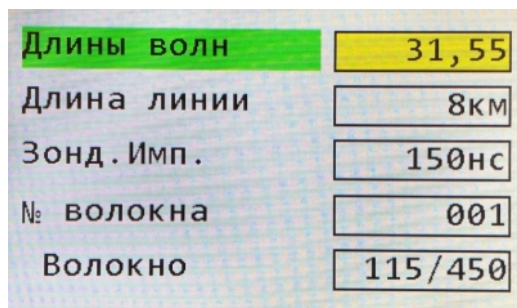 Длины волн 31,55
Длина линии 8км
Зонд.Имп. 150нс
№ волокна 001
Волокно 115/450